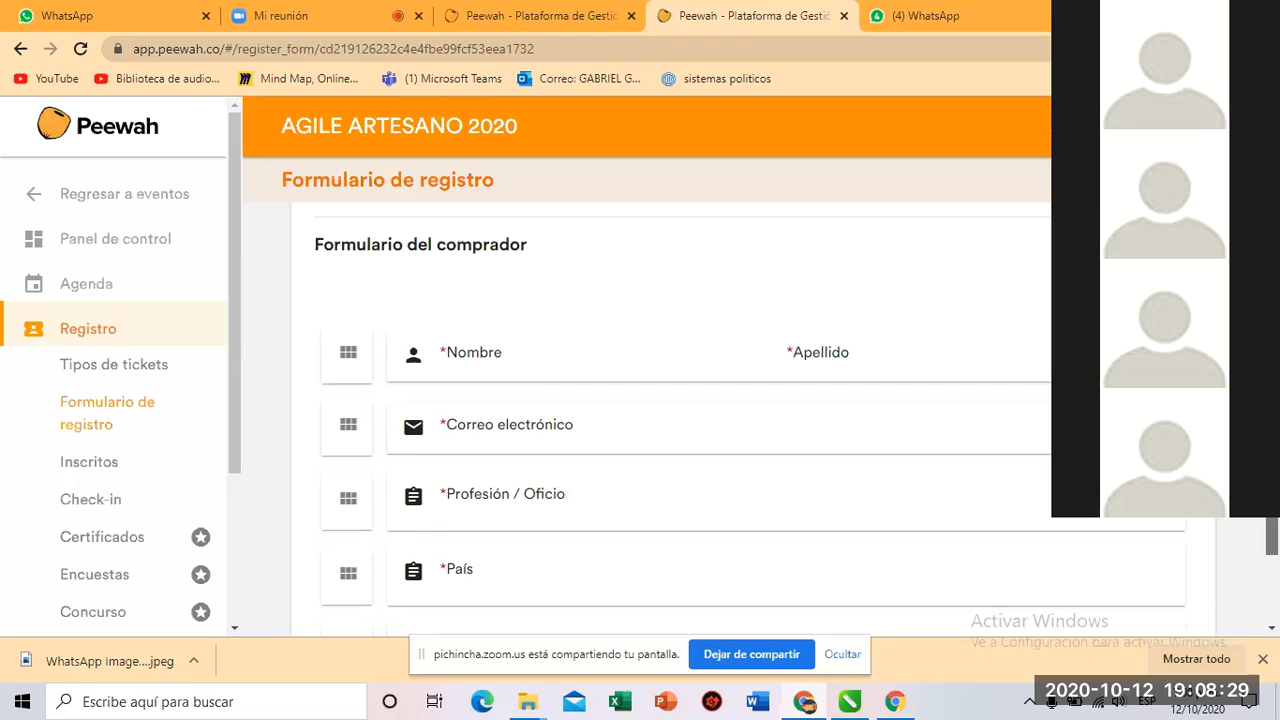 WhatsApp
Mi reunión
Peewah - Plataforma de Gestió
Peewah - Plataforma de Gestió
(4) WhatsApp
app.peewah.co/#/register_form/cd219126232c4e4fbe99fcf53eea1732
YouTube
Biblioteca de audio...
Mind Map, Online...
(1) Microsoft Teams
Correo: GABRIEL G...
sistemas politicos
Peewah
AGILE ARTESANO 2020
Formulario de registro
Regresar a eventos
Panel de control
Agenda
Registro
Tipos de tickets
Formulario de
registro
Inscritos
Check-in
Certificados
Encuestas
Concurso
Formulario del comprador
*Nombre
*Apellido
*Correo electrónico
*Profesión / Oficio
*País
Activar Windows
Ve a Configuración para activar Windows.
WhatsApp Image....jpeg
pichincha.zoom.us está compartiendo tu pantalla.
Dejar de compartir
Ocultar
Mostrar todo
Escribe aquí para buscar
2020-10-12 19:08:29
ESP
12/10/2020